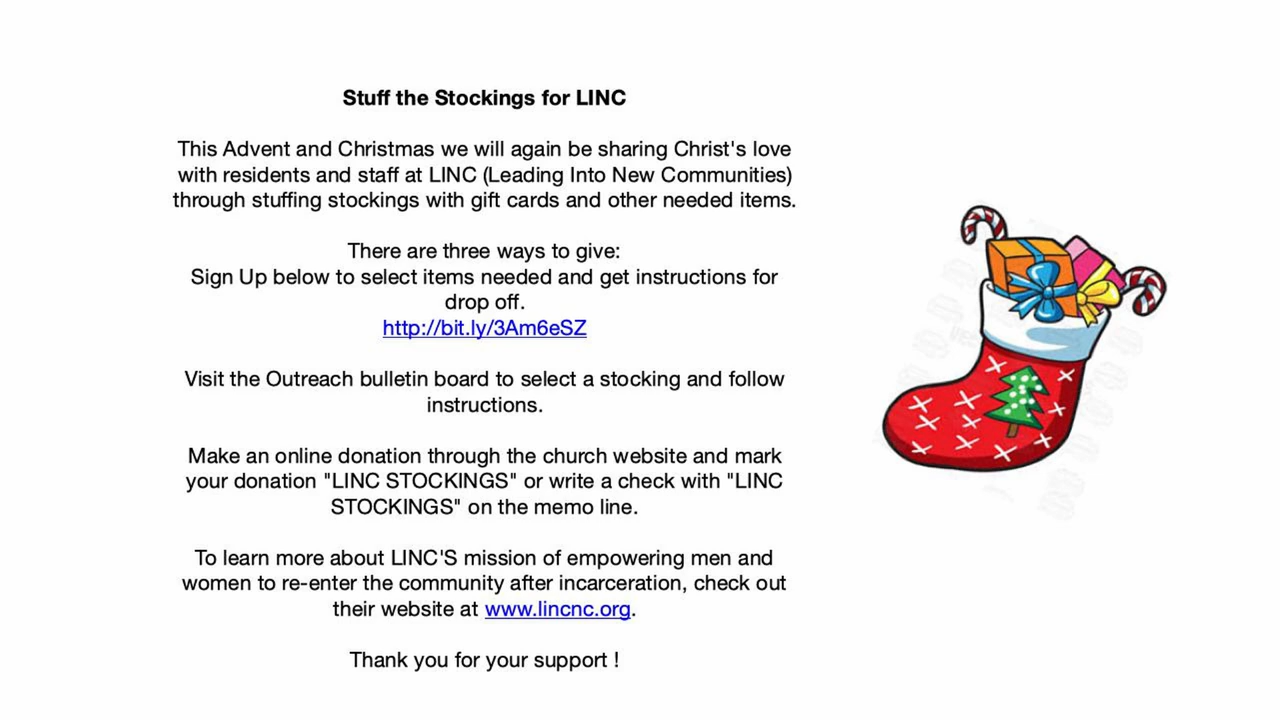 Stuff the Stockings for LINC
This Advent and Christmas we will again be sharing Christ's love
with residents and staff at LINC (Leading Into New Communities)
through stuffing stockings with gift cards and other needed items.
There are three ways to give:
Sign Up below to select items needed and get instructions for
drop off.
http://bit.ly/3Am6eSZ
Visit the Outreach bulletin board to select a stocking and follow
instructions.
Make an online donation through the church website and mark
your donation "LINC STOCKINGS" or write a check with "LINC
STOCKINGS" on the memo line.
To learn more about LINC'S mission of empowering men and
women to re-enter the community after incarceration, check out
their website at www.lincnc.org.
Thank you for your support !